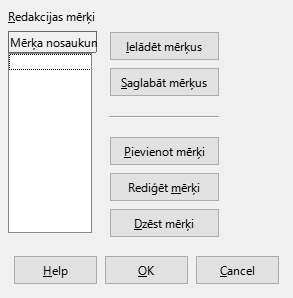 Redakcijas mērķi
Mērķa nosaukun
Ielādēt mērķus
Saglabāt mērķus
Pievienot mērķi
Rediģēt mērķi
Dzēst mērķi
Help
OK
Cancel